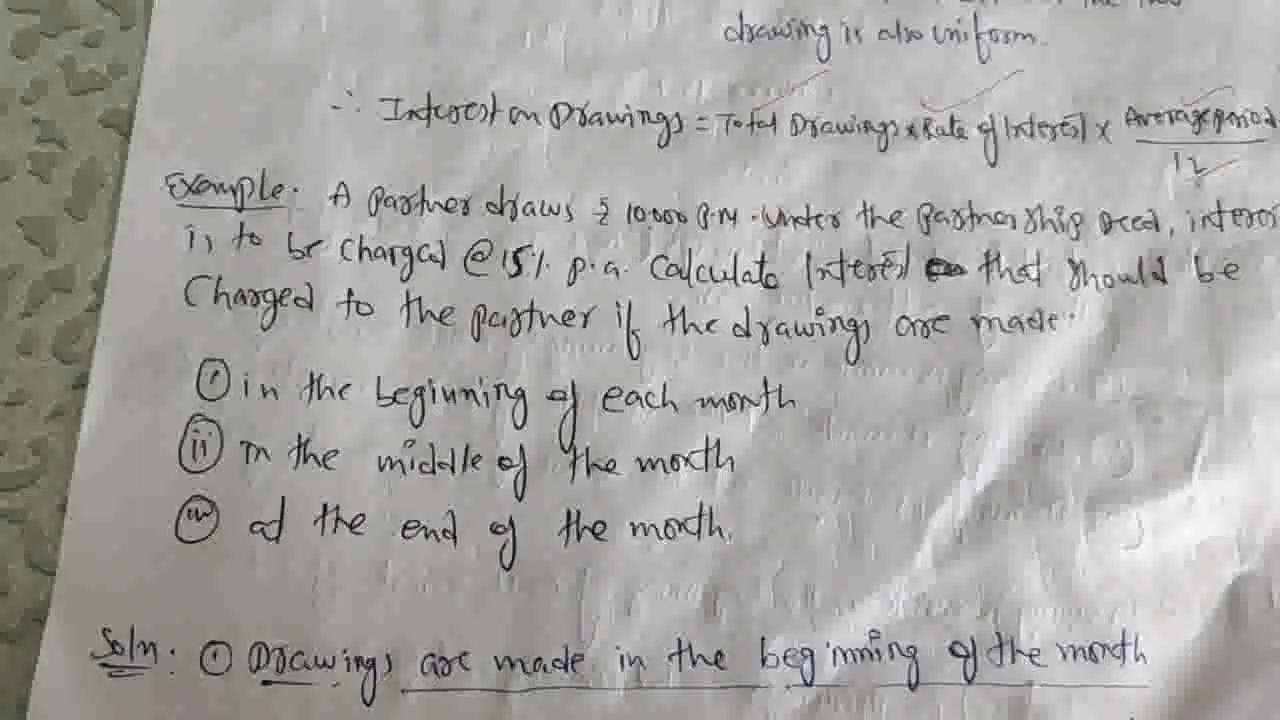 drawing is also uniform.
∴ Interest on Drawings = Total Drawings × Rate of Interest × Average period / 12
Example: A partner draws ₹ 10,000 P.M. Under the partnership Deed, interes
is to be charged @ 15% p.a. Calculate Interest that should be
Charged to the partner if the drawings are made:
(i) in the beginning of each month
(ii) in the middle of the month
(iii) at the end of the month.
Soln: (i) Drawings are made in the beginning of the month